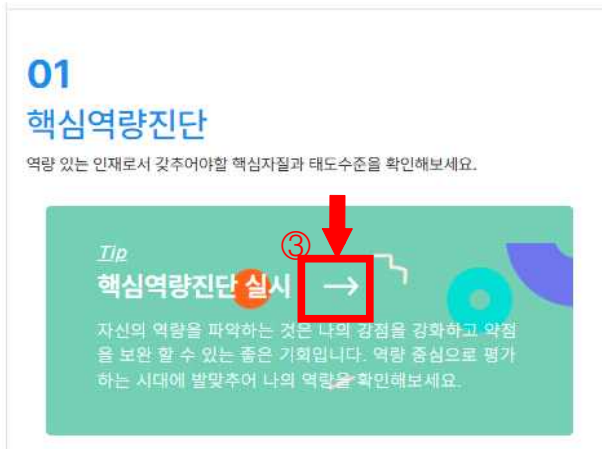 01
핵심역량진단
역량 있는 인재로서 갖추어야할 핵심자질과 태도수준을 확인해보세요.
Tip
③
핵심역량진단 실시 →
자신의 역량을 파악하는 것은 나의 강점을 강화하고 약점
을 보완 할 수 있는 좋은 기회입니다. 역량 중심으로 평가
하는 시대에 발맞추어 나의 역량을 확인해보세요.